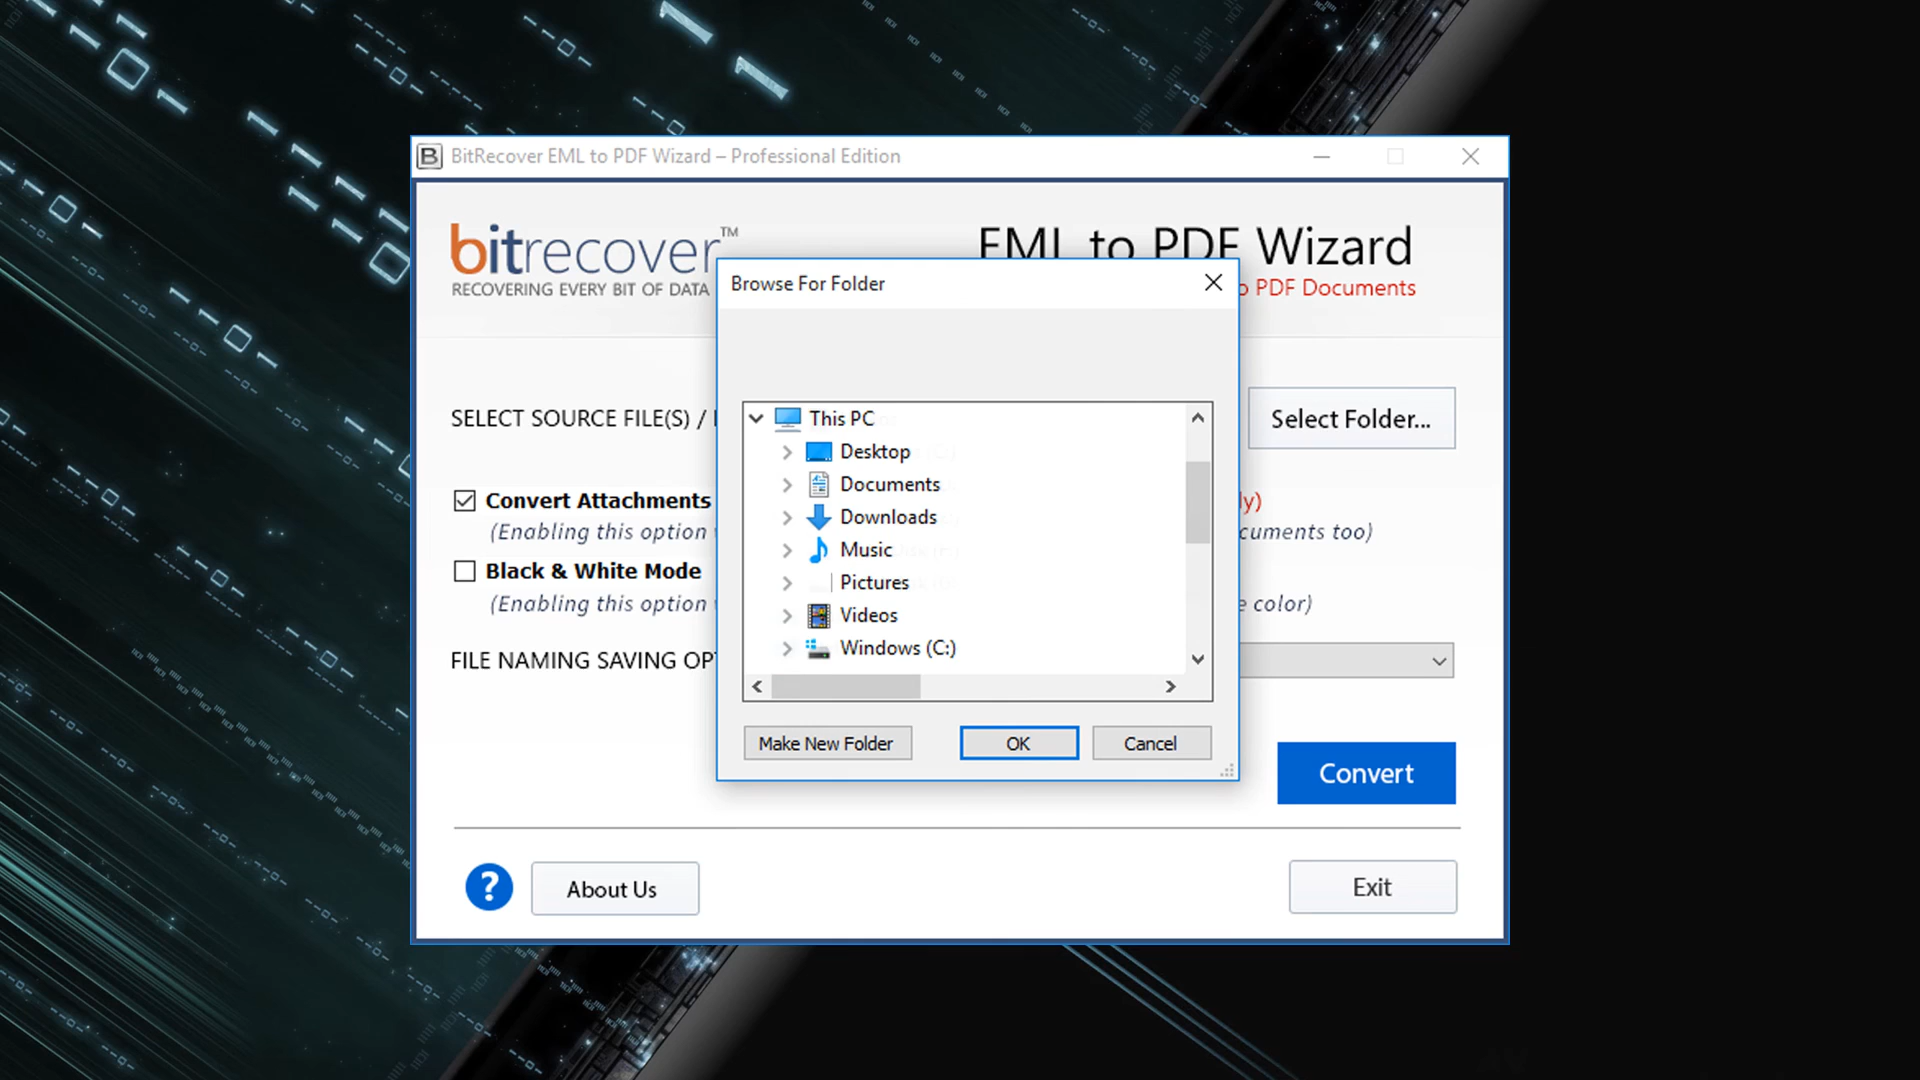 BitRecover EML to PDF Wizard – Professional Edition
bitrecover™
RECOVERING EVERY BIT OF DATA
EML to PDF Wizard
PDF Documents
Browse For Folder
SELECT SOURCE FILE(S) /
Select Folder...
This PC
Desktop
Documents
Downloads
Music
Pictures
Videos
Windows (C:)
Convert Attachments
(Enabling this option
too)
Black & White Mode
(Enabling this option
color)
FILE NAMING SAVING
Make New Folder
OK
Cancel
Convert
?
About Us
Exit